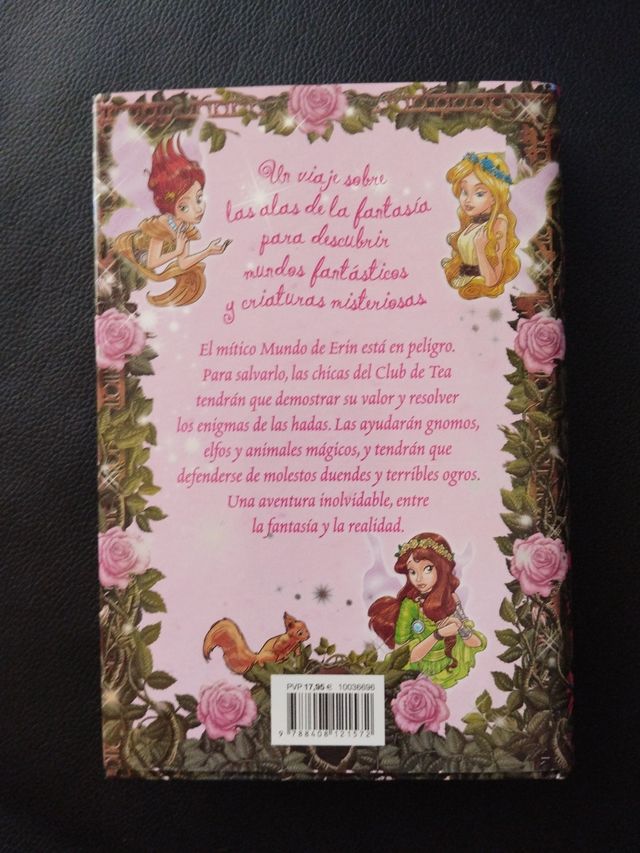 Un viaje sobre
las alas de la fantasía
para descubrir
mundos fantásticos
y criaturas misteriosas
El mítico Mundo de Erin está en peligro.
Para salvarlo, las chicas del Club de Tea
tendrán que demostrar su valor y resolver
los enigmas de las hadas. Las ayudarán gnomos,
elfos y animales mágicos, y tendrán que
defenderse de molestos duendes y terribles ogros.
Una aventura inolvidable, entre
la fantasía y la realidad.
PVP 17,95 € 10036696
9 788408 121572